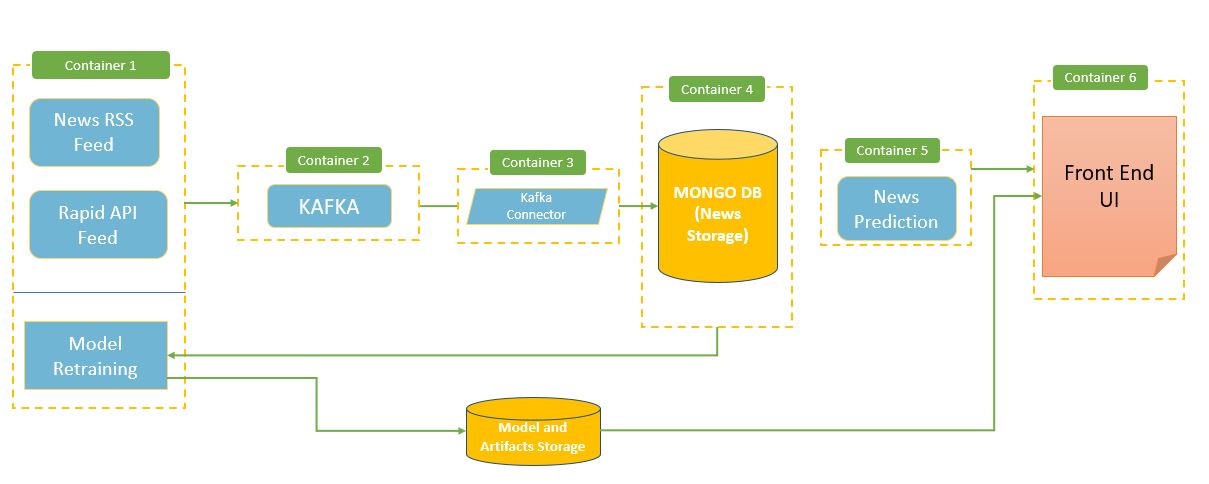 Container 1
News RSS
Feed
Rapid API
Feed
Model
Retraining
Container 2
KAFKA
Container 3
Kafka
Connector
Container 4
MONGO DB
(News
Storage)
Container 5
News
Prediction
Container 6
Front End
UI
Model and
Artifacts Storage